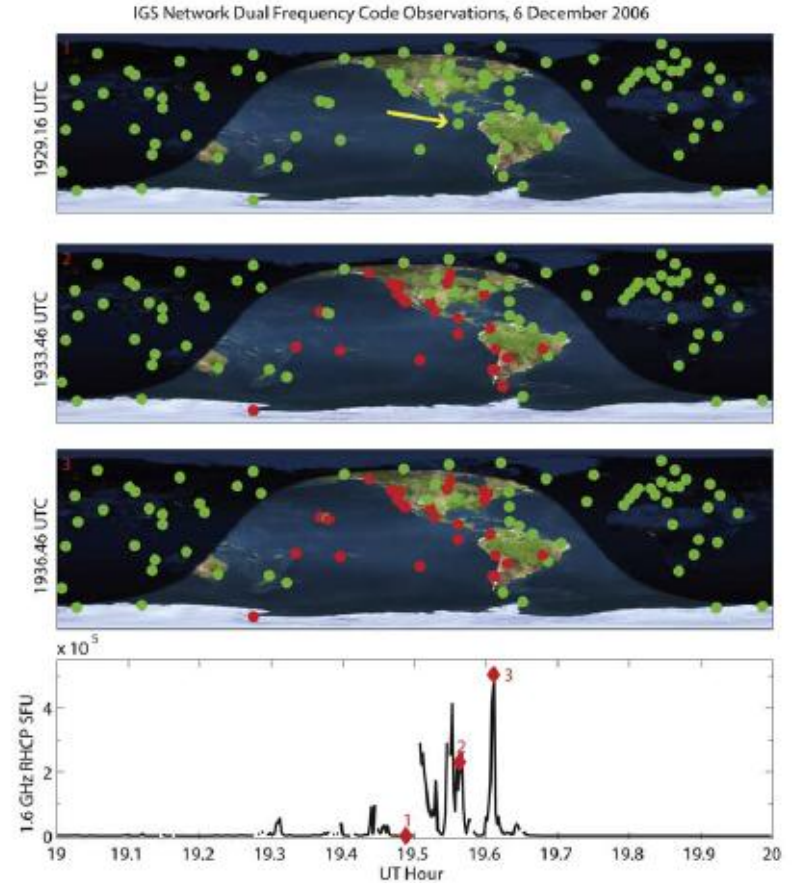 IGS Network Dual Frequency Code Observations, 6 December 2006
1
1929.16 UTC
2
1933.46 UTC
3
1936.46 UTC
x 10^5
1.6 GHz RHCP SFU
4
2
0
1
2
3
19 19.1 19.2 19.3 19.4 19.5 19.6 19.7 19.8 19.9 20
UT Hour